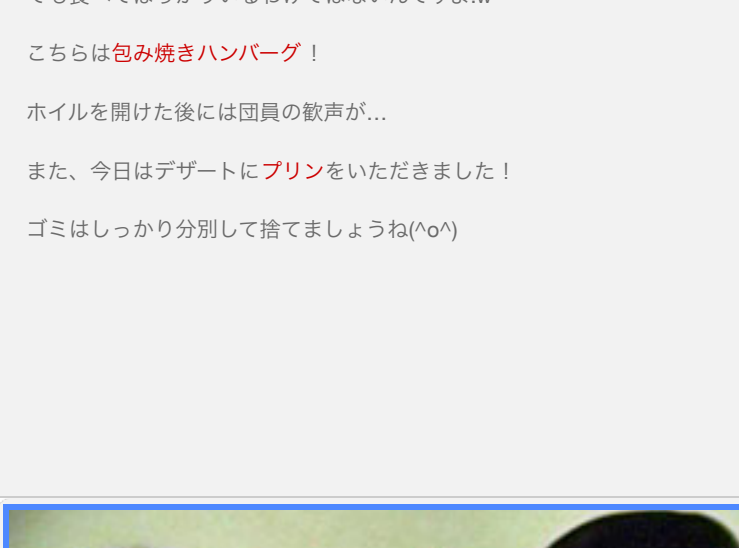 こちらは包み焼きハンバーグ！
ホイルを開けた後には団員の歓声が…
また、今日はデザートにプリンをいただきました！
ゴミはしっかり分別して捨てましょうね(^o^)